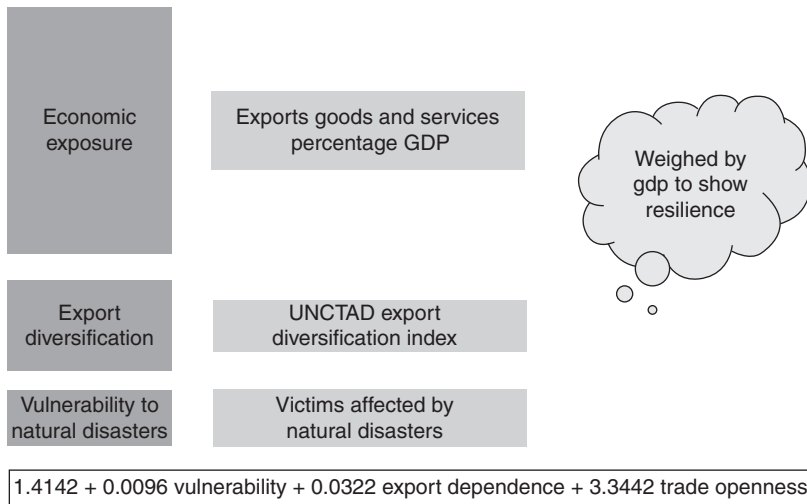 Economic
exposure
Exports goods and services
percentage GDP
Weighed by
gdp to show
resilience
Export
diversification
UNCTAD export
diversification index
Vulnerability to
natural disasters
Victims affected by
natural disasters
1.4142 + 0.0096 vulnerability + 0.0322 export dependence + 3.3442 trade openness